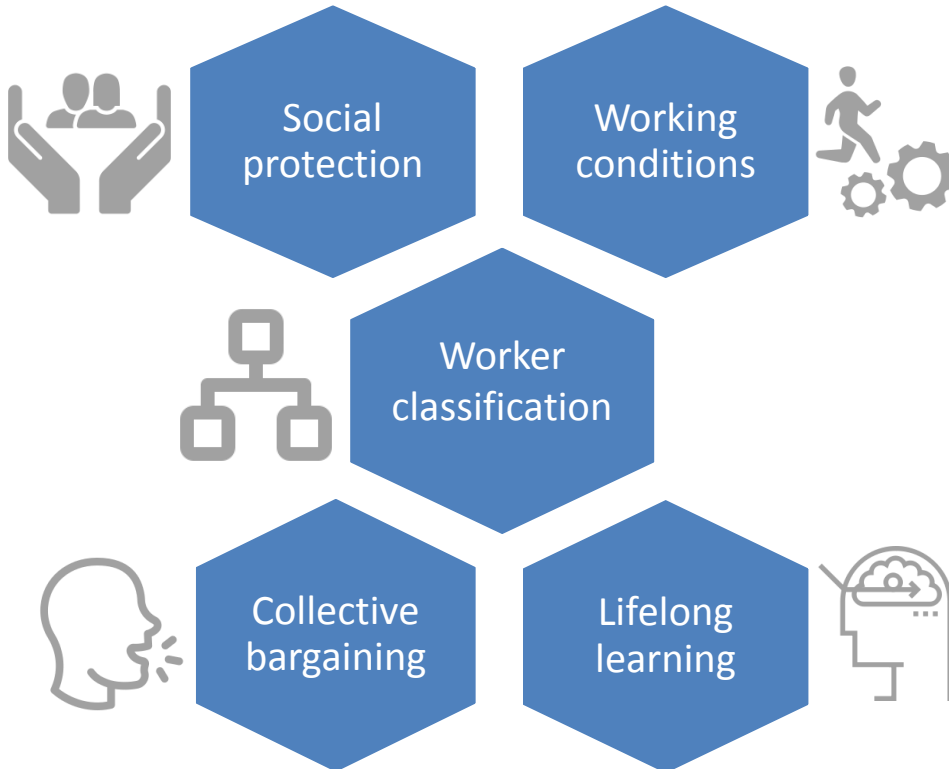 Social
protection
Working
conditions
Worker
classification
Collective
bargaining
Lifelong
learning